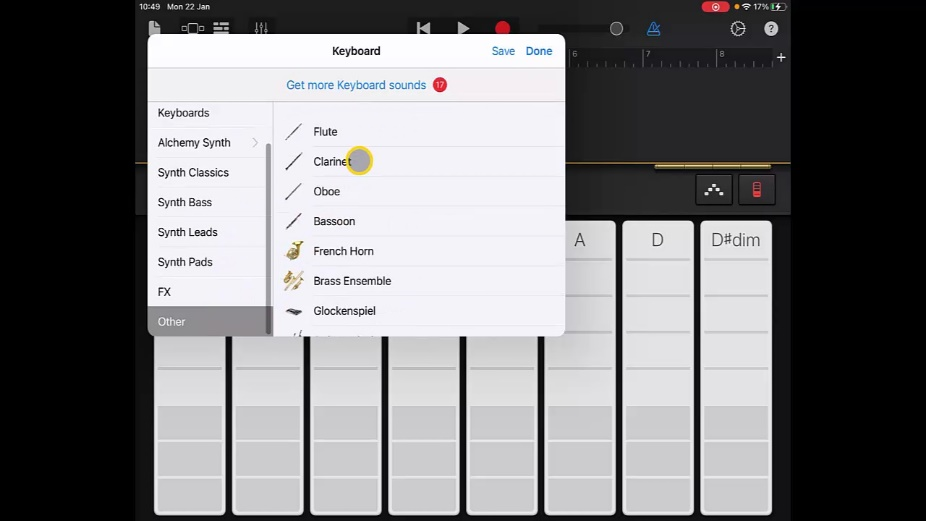 10:49 Mon 22 Jan 17%
?
Keyboard Save Done
6 7 8
+
Get more Keyboard sounds 17
Keyboards
Alchemy Synth
Synth Classics
Synth Bass
Synth Leads
Synth Pads
FX
Other
Flute
Clarinet
Oboe
Bassoon
French Horn
Brass Ensemble
Glockenspiel
A D D#dim